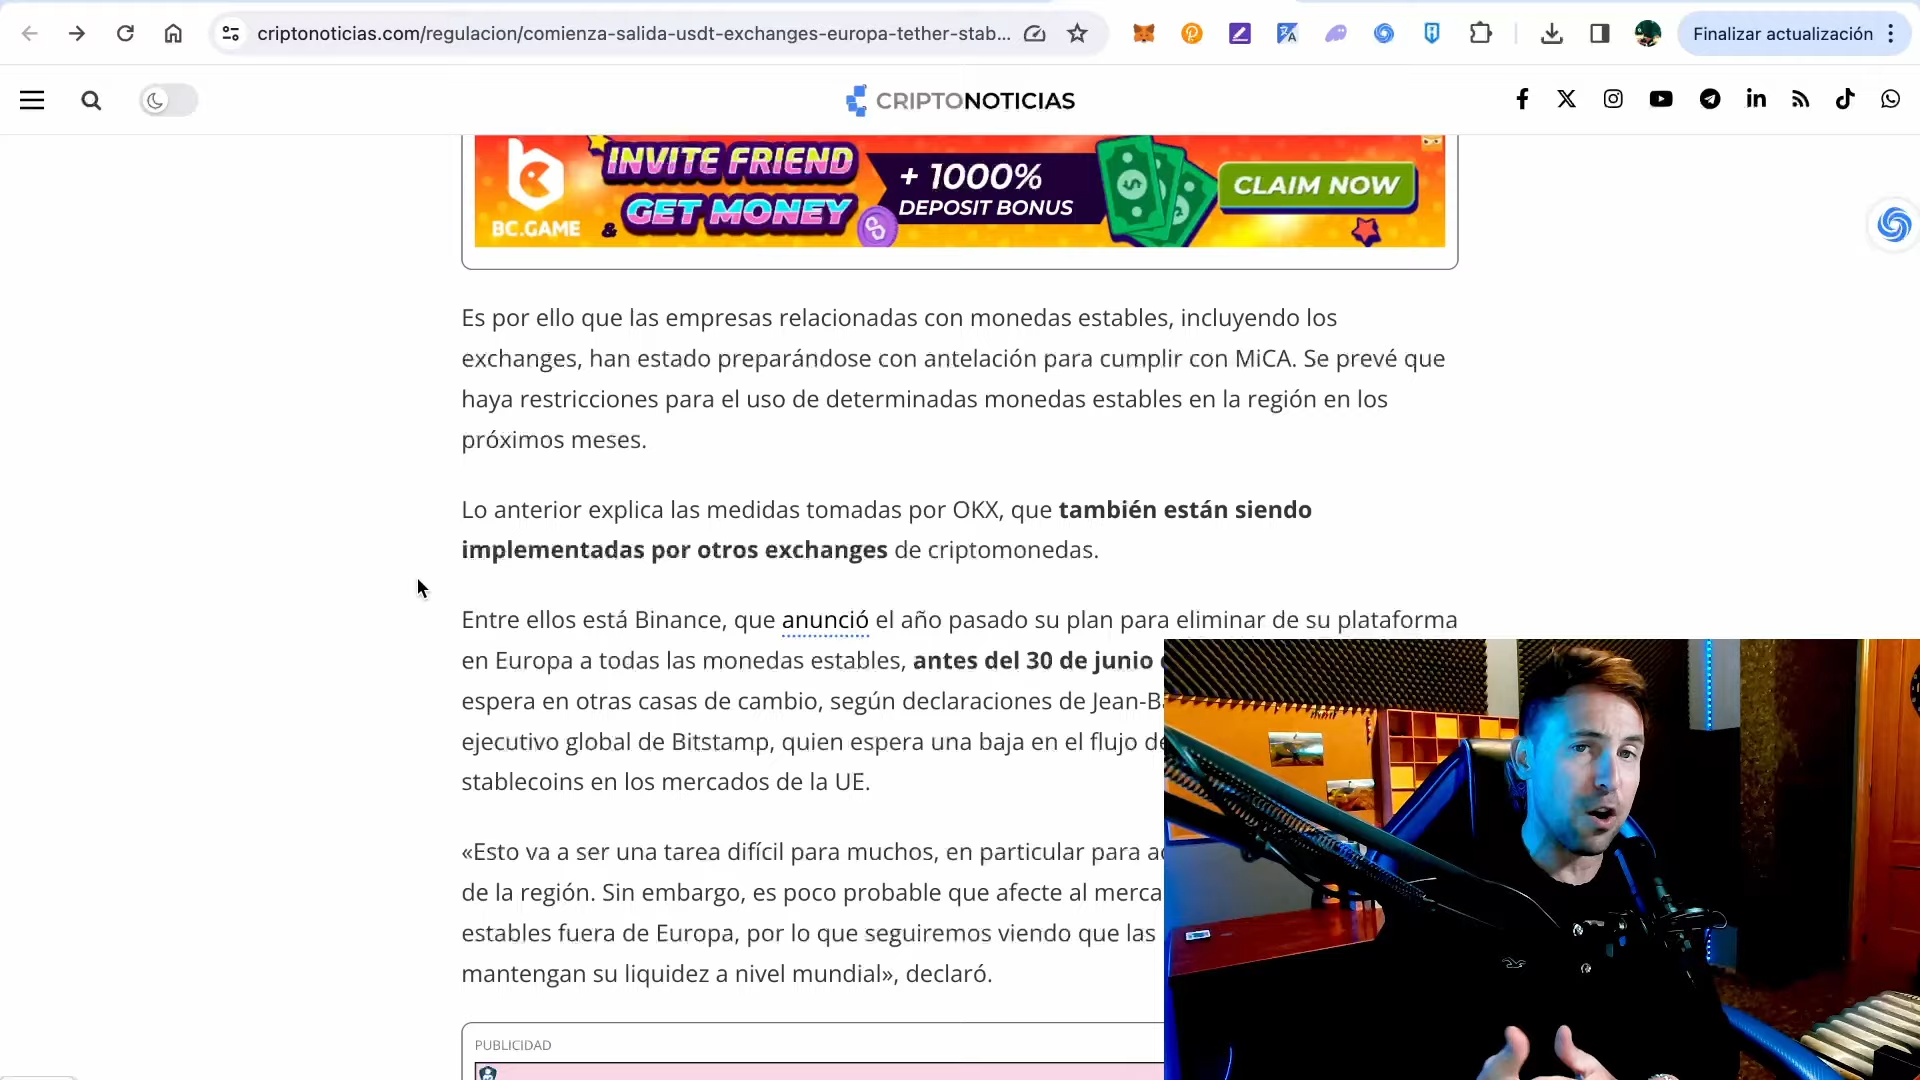 criptonoticias.com/regulacion/comienza-salida-usdt-exchanges-europa-tether-stab...
Finalizar actualización
CRIPTONOTICIAS
INVITE FRIEND
& GET MONEY
BC.GAME
+ 1000%
DEPOSIT BONUS
CLAIM NOW
Es por ello que las empresas relacionadas con monedas estables, incluyendo los
exchanges, han estado preparándose con antelación para cumplir con MiCA. Se prevé que
haya restricciones para el uso de determinadas monedas estables en la región en los
próximos meses.
Lo anterior explica las medidas tomadas por OKX, que también están siendo
implementadas por otros exchanges de criptomonedas.
Entre ellos está Binance, que anunció el año pasado su plan para eliminar de su plataforma
en Europa a todas las monedas estables, antes del 30 de junio
espera en otras casas de cambio, según declaraciones de Jean-B
ejecutivo global de Bitstamp, quien espera una baja en el flujo de
stablecoins en los mercados de la UE.
«Esto va a ser una tarea difícil para muchos, en particular para
de la región. Sin embargo, es poco probable que afecte al merca
estables fuera de Europa, por lo que seguiremos viendo que las
mantengan su liquidez a nivel mundial», declaró.
PUBLICIDAD